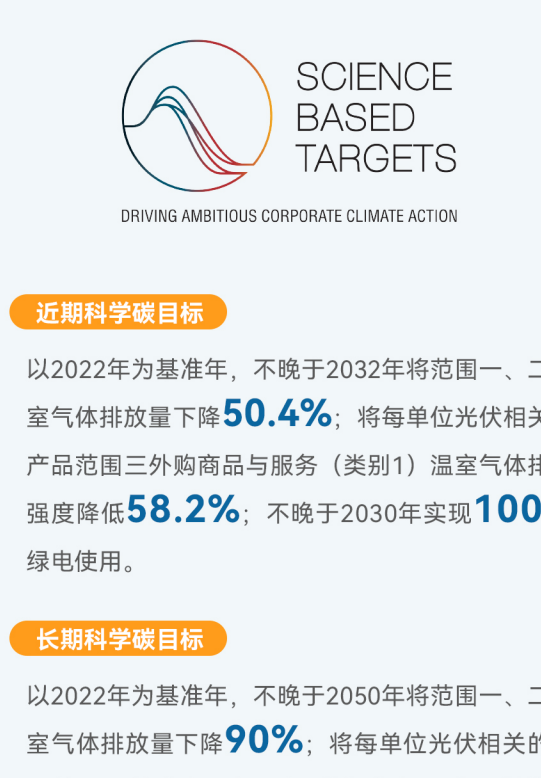 SCIENCE
BASED
TARGETS
DRIVING AMBITIOUS CORPORATE CLIMATE ACTION
近期科学碳目标
以2022年为基准年，不晚于2032年将范围一、二
室气体排放量下降50.4%；将每单位光伏相关
产品范围三外购商品与服务（类别1）温室气体排
强度降低58.2%；不晚于2030年实现100
绿电使用。
长期科学碳目标
以2022年为基准年，不晚于2050年将范围一、二
室气体排放量下降90%；将每单位光伏相关的